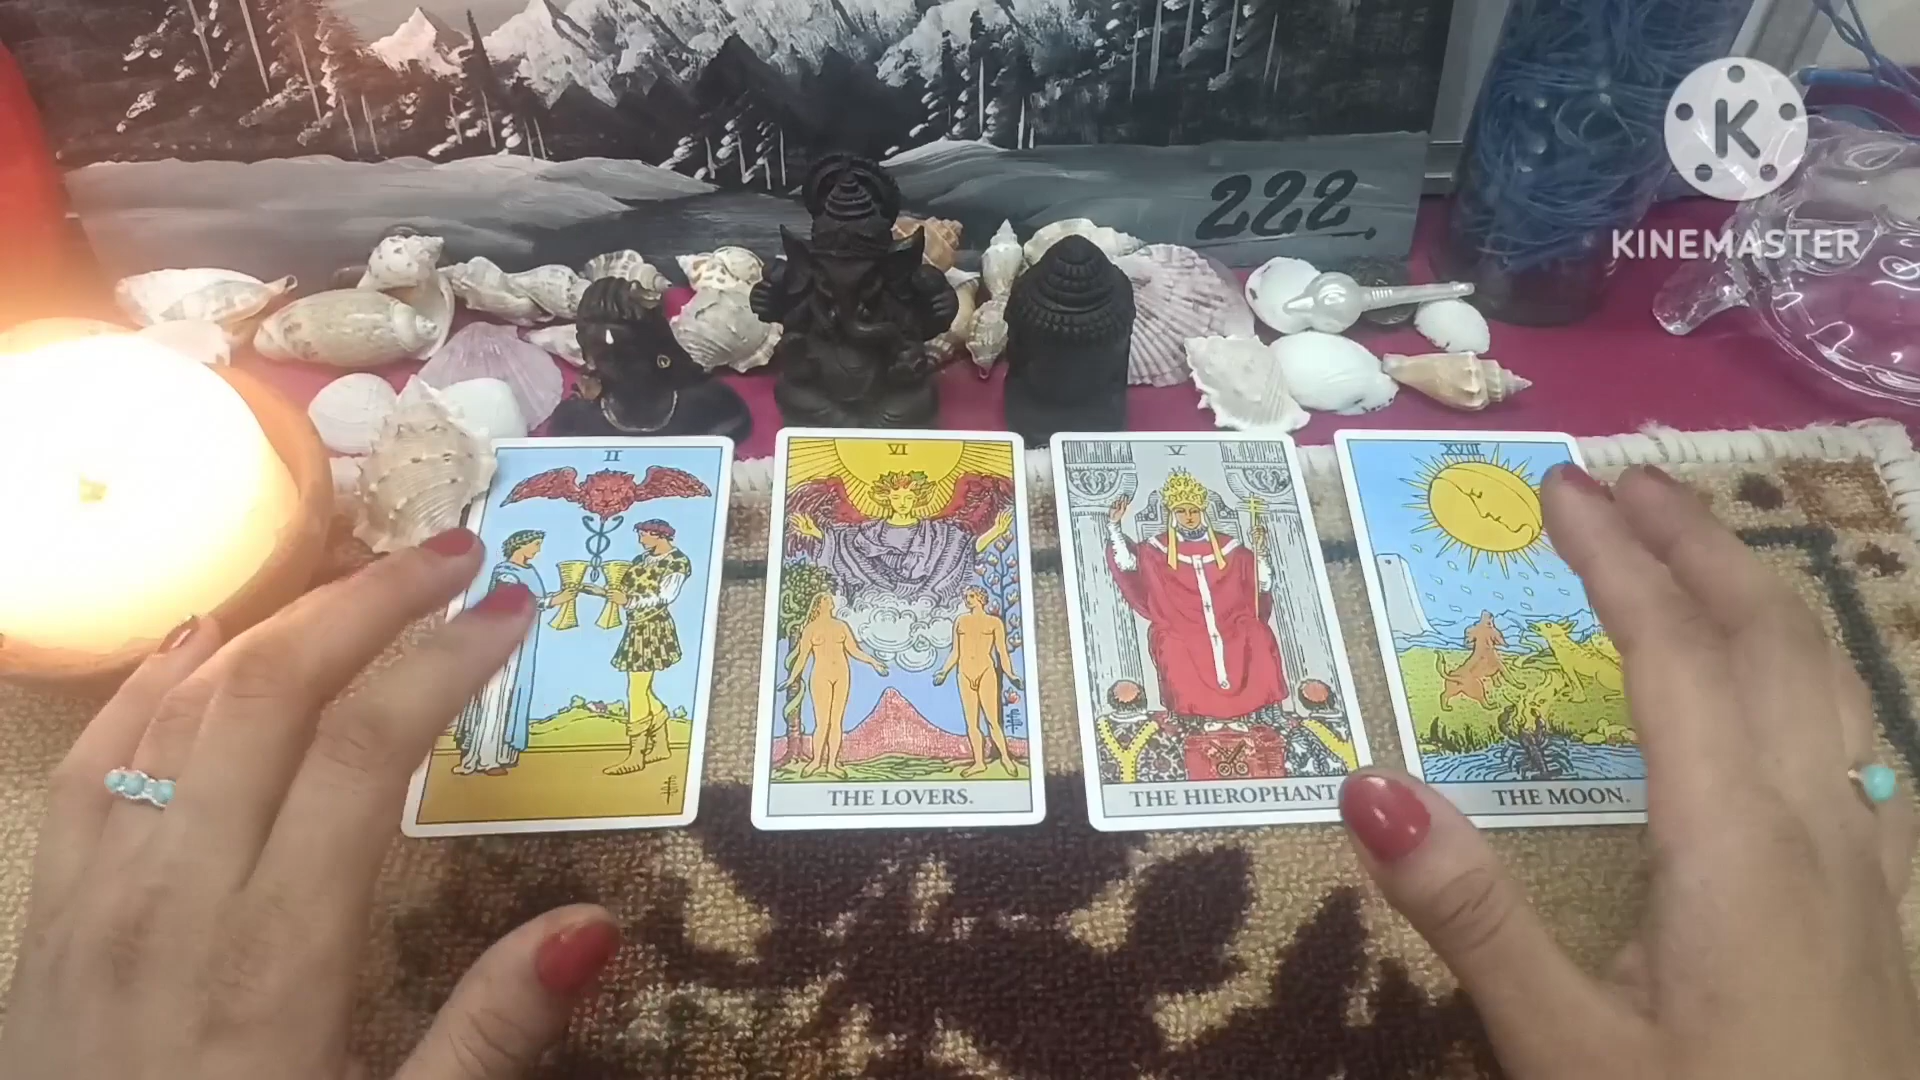 222.
K
KINEMASTER
II
VI
V
XVIII
THE LOVERS.
THE HIEROPHANT
THE MOON.